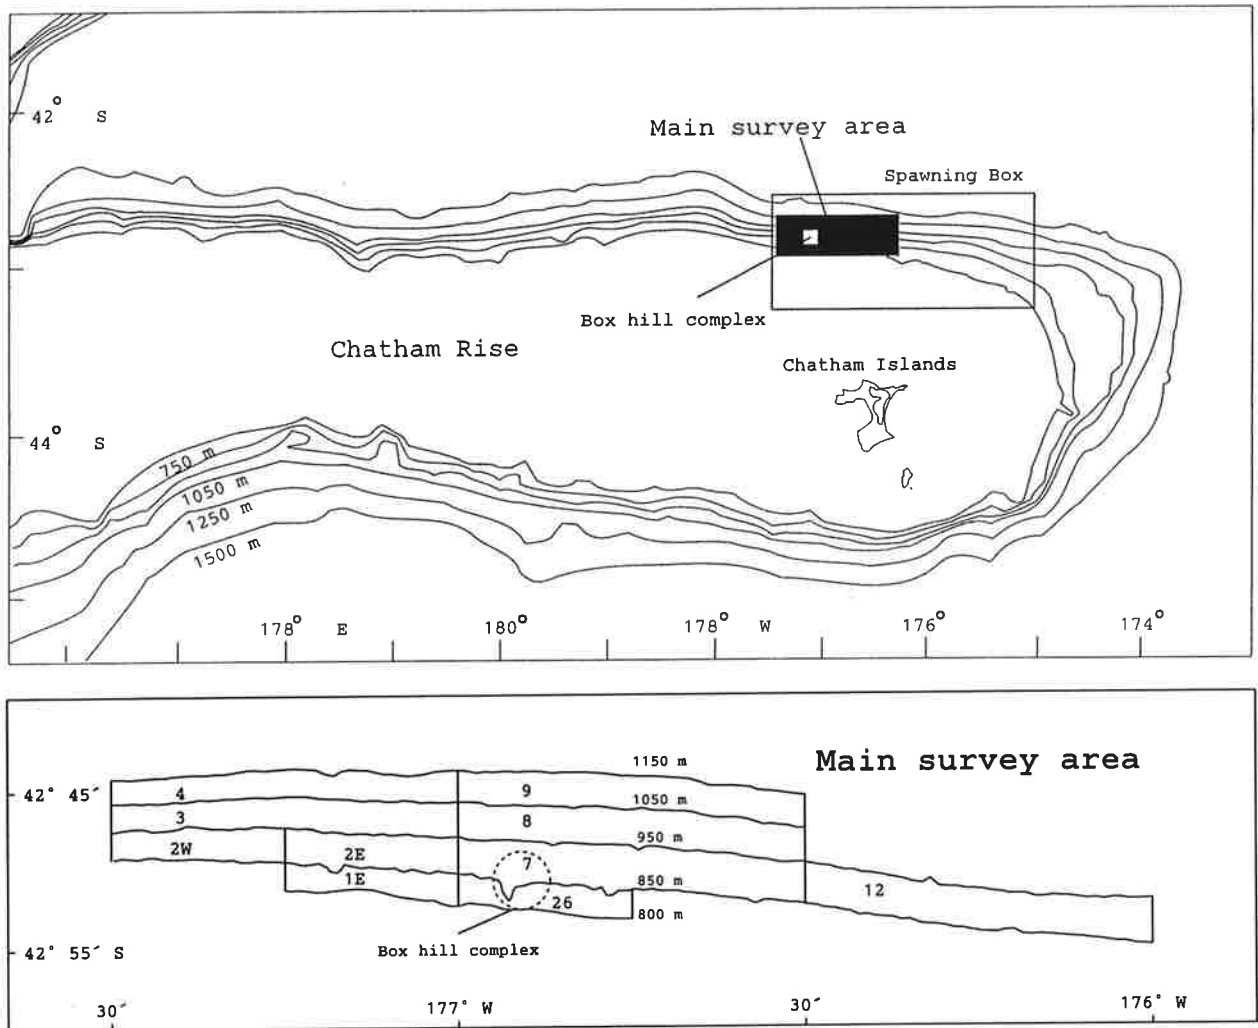 42° S
Main survey area
Spawning Box
Box hill complex
Chatham Rise
Chatham Islands
44° S
750 m
1050 m
1250 m
1500 m
178° E
180°
178° W
176°
174°
Main survey area
1150 m
42° 45´
4
9
1050 m
3
8
950 m
2W
2E
7
850 m
1E
12
26
800 m
Box hill complex
42° 55´ S
30´
177° W
30´
176° W